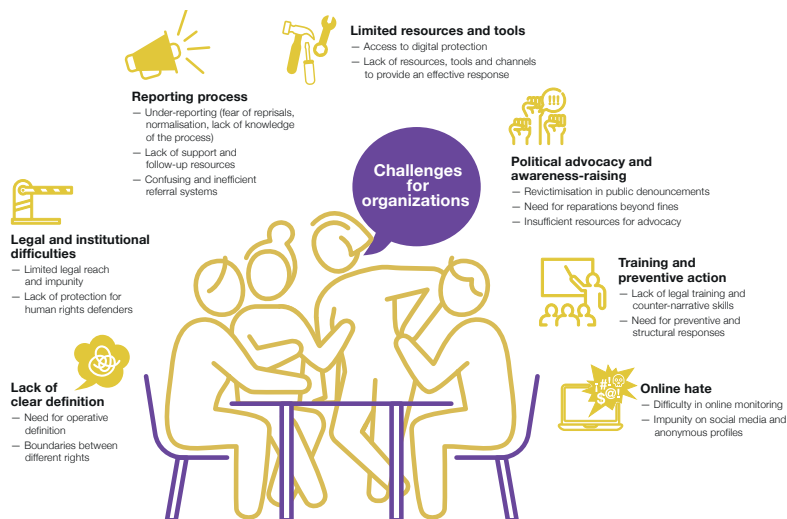 Challenges
for
organizations
Lack of
clear definition
— Need for operative
definition
— Boundaries between
different rights
Legal and institutional
difficulties
— Limited legal reach
and impunity
— Lack of protection for
human rights defenders
Reporting process
— Under-reporting (fear of reprisals,
normalisation, lack of knowledge
of the process)
— Lack of support and
follow-up resources
— Confusing and inefficient
referral systems
Limited resources and tools
— Access to digital protection
— Lack of resources, tools and channels
to provide an effective response
!!!
Political advocacy and
awareness-raising
— Revictimisation in public denouncements
— Need for reparations beyond fines
— Insufficient resources for advocacy
Training and
preventive action
— Lack of legal training and
counter-narrative skills
— Need for preventive and
structural responses
Online hate
— Difficulty in online monitoring
— Impunity on social media and
anonymous profiles